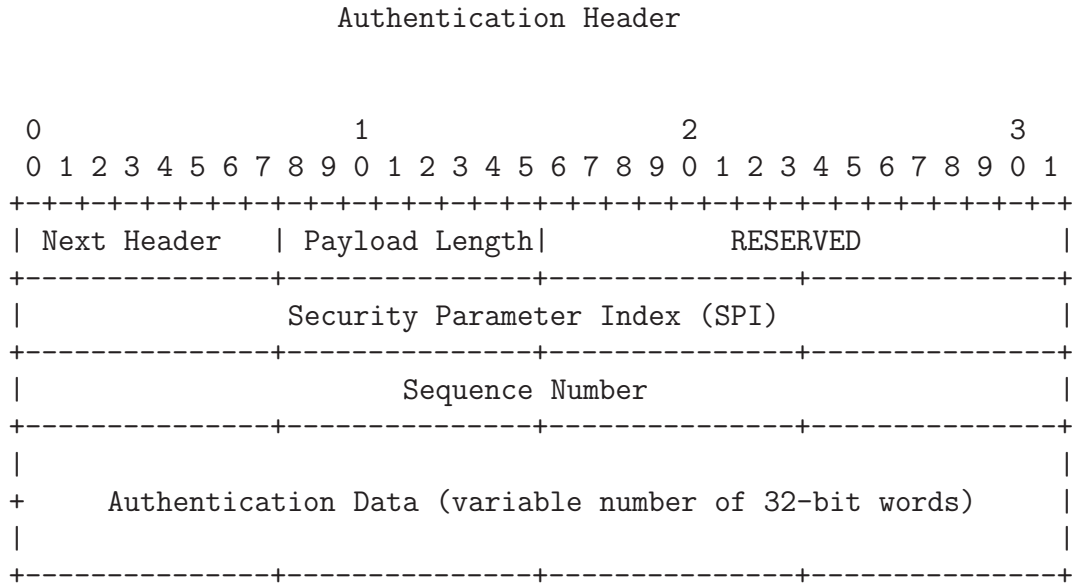 Authentication Header
0                   1                   2                   3
0 1 2 3 4 5 6 7 8 9 0 1 2 3 4 5 6 7 8 9 0 1 2 3 4 5 6 7 8 9 0 1
+-+-+-+-+-+-+-+-+-+-+-+-+-+-+-+-+-+-+-+-+-+-+-+-+-+-+-+-+-+-+-+-+
| Next Header   | Payload Length|           RESERVED            |
+---------------+---------------+---------------+---------------+
|                Security Parameter Index (SPI)                 |
+---------------+---------------+---------------+---------------+
|                       Sequence Number                         |
+---------------+---------------+---------------+---------------+
|                                                               |
+     Authentication Data (variable number of 32-bit words)     |
|                                                               |
+---------------+---------------+---------------+---------------+